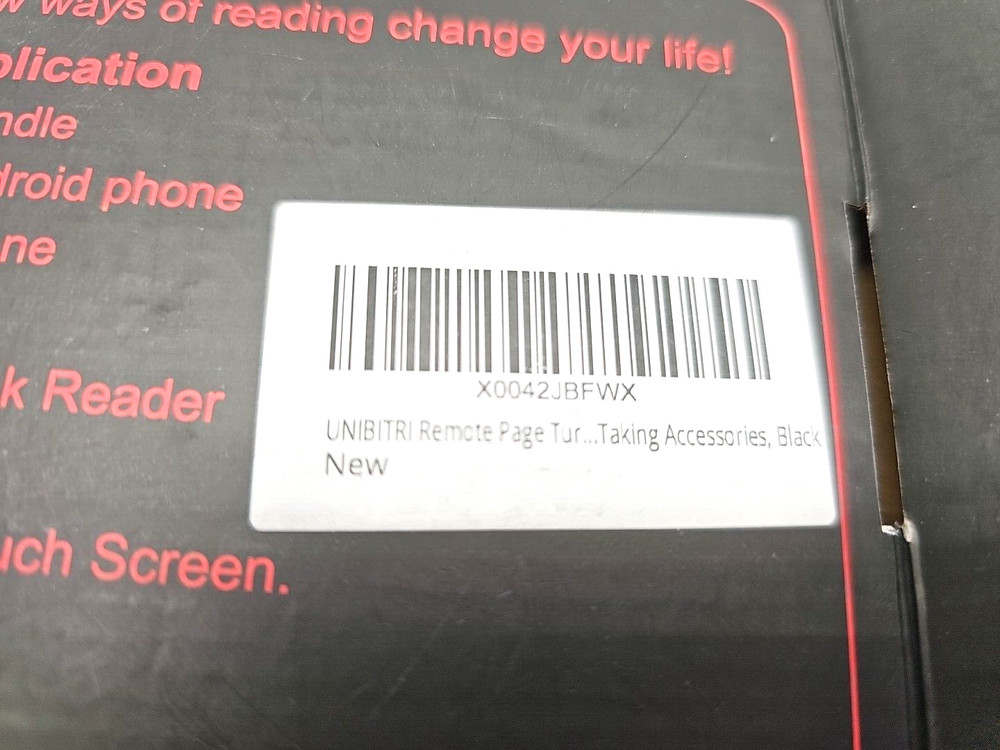 w ways of reading change your life!
plication
ndle
droid phone
ne
k Reader
uch Screen.
X0042JBFWX
UNIBITRI Remote Page Tur...Taking Accessories, Black
New